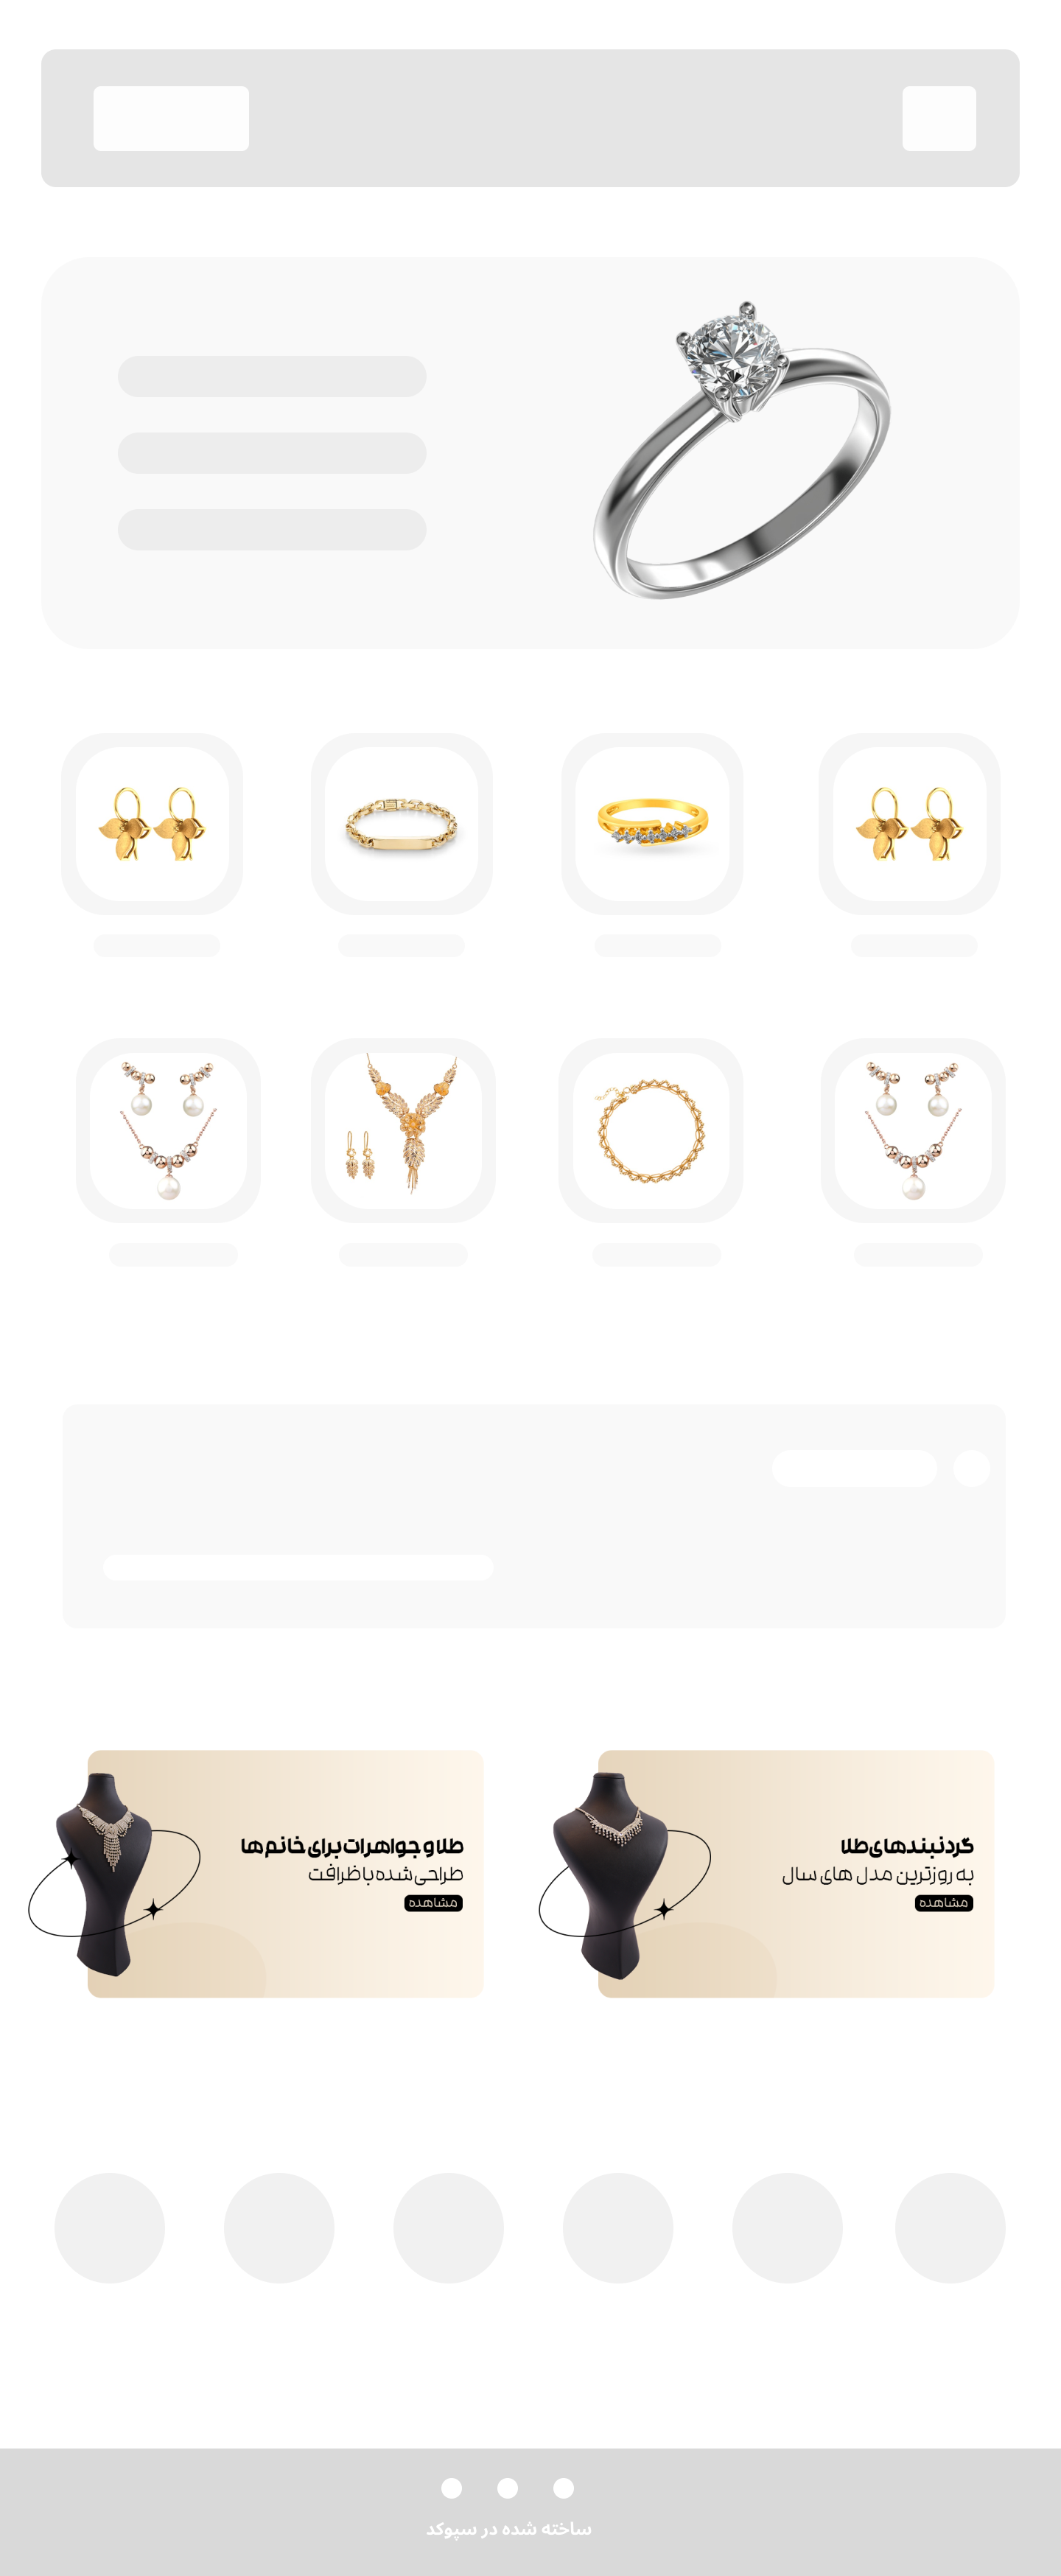 گردنبندهای طلا
به روزترین مدل های سال
مشاهده
طلا و جواهرات برای خانم ها
طراحی شده با ظرافت
مشاهده
ساخته شده در سپوکد